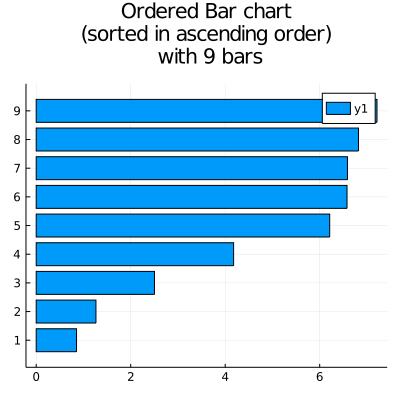 Ordered Bar chart
(sorted in ascending order)
with 9 bars
y1
9
8
7
6
5
4
3
2
1
0 2 4 6